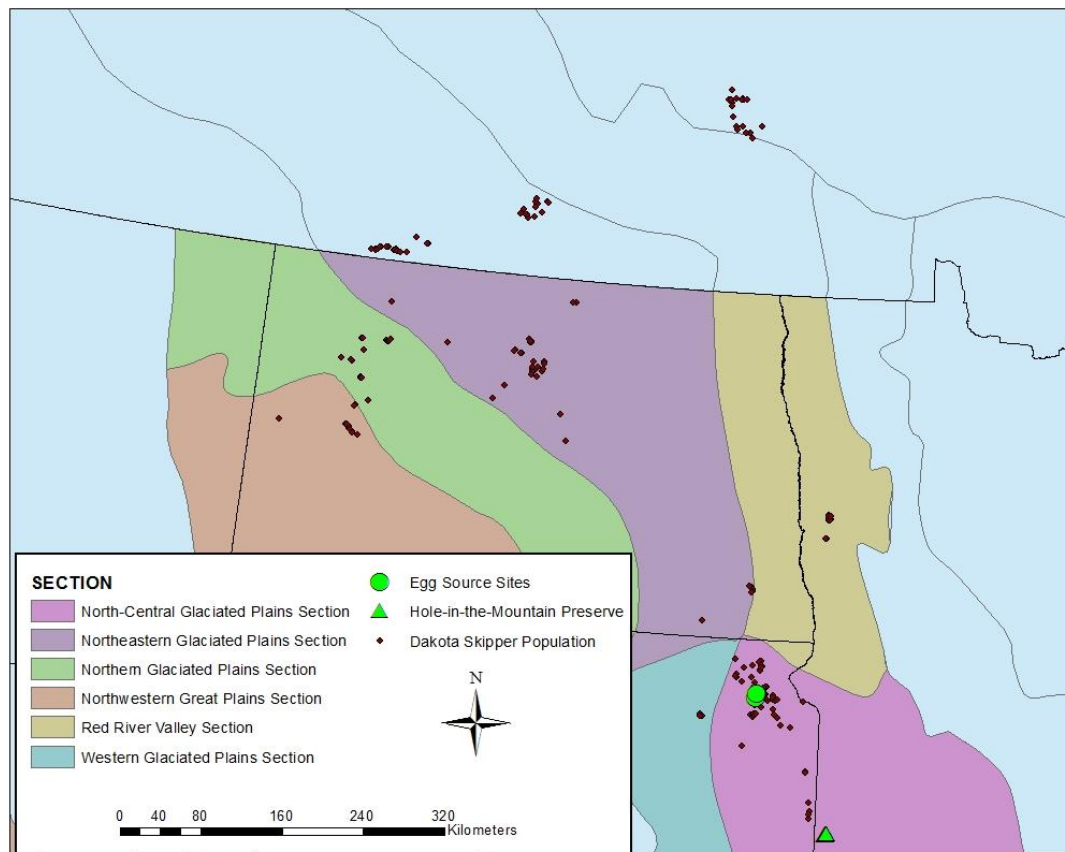 SECTION
North-Central Glaciated Plains Section
Northeastern Glaciated Plains Section
Northern Glaciated Plains Section
Northwestern Great Plains Section
Red River Valley Section
Western Glaciated Plains Section
Egg Source Sites
Hole-in-the-Mountain Preserve
Dakota Skipper Population
N
0 40 80 160 240 320
Kilometers